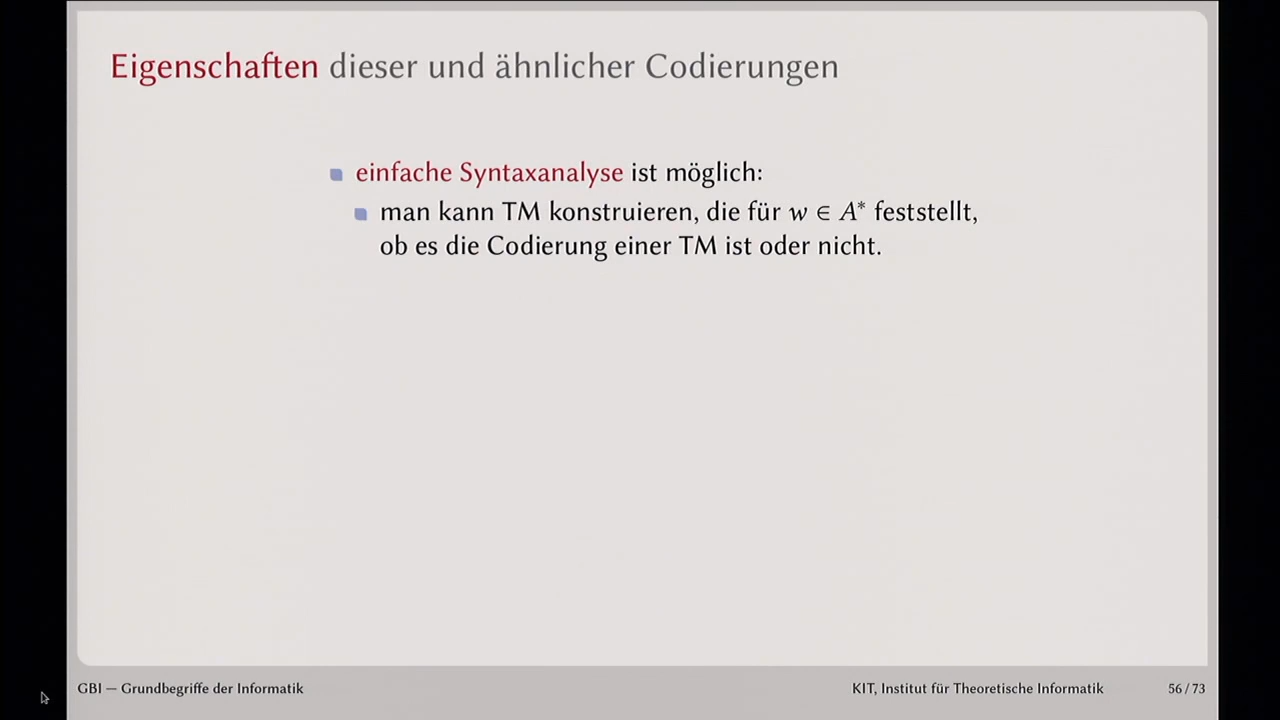 Eigenschaften dieser und ähnlicher Codierungen
einfache Syntaxanalyse ist möglich:
man kann TM konstruieren, die für w ∈ A* feststellt,
ob es die Codierung einer TM ist oder nicht.
GBI — Grundbegriffe der Informatik KIT, Institut für Theoretische Informatik 56 / 73